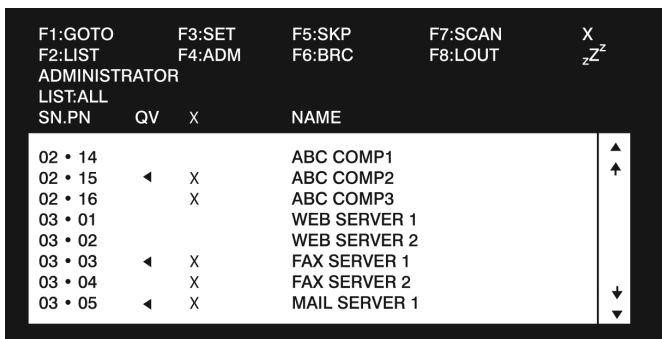 F1:GOTO F3:SET F5:SKP F7:SCAN X
F2:LIST F4:ADM F6:BRC F8:LOUT zZz
ADMINISTRATOR
LIST:ALL
SN.PN QV X NAME
02 • 14 ABC COMP1
02 • 15 ◀ X ABC COMP2
02 • 16 X ABC COMP3
03 • 01 WEB SERVER 1
03 • 02 WEB SERVER 2
03 • 03 ◀ X FAX SERVER 1
03 • 04 X FAX SERVER 2
03 • 05 ◀ X MAIL SERVER 1